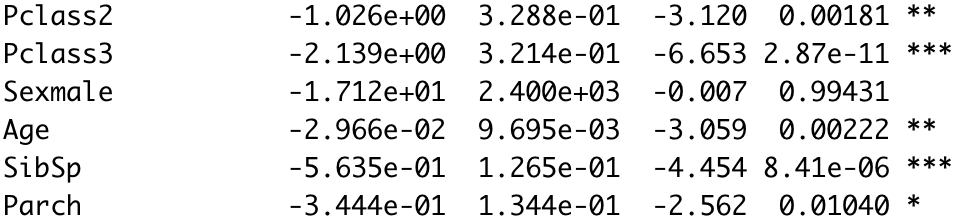 Pclass2 -1.026e+00 3.288e-01 -3.120 0.00181 **
Pclass3 -2.139e+00 3.214e-01 -6.653 2.87e-11 ***
Sexmale -1.712e+01 2.400e+03 -0.007 0.99431
Age -2.966e-02 9.695e-03 -3.059 0.00222 **
SibSp -5.635e-01 1.265e-01 -4.454 8.41e-06 ***
Parch -3.444e-01 1.344e-01 -2.562 0.01040 *